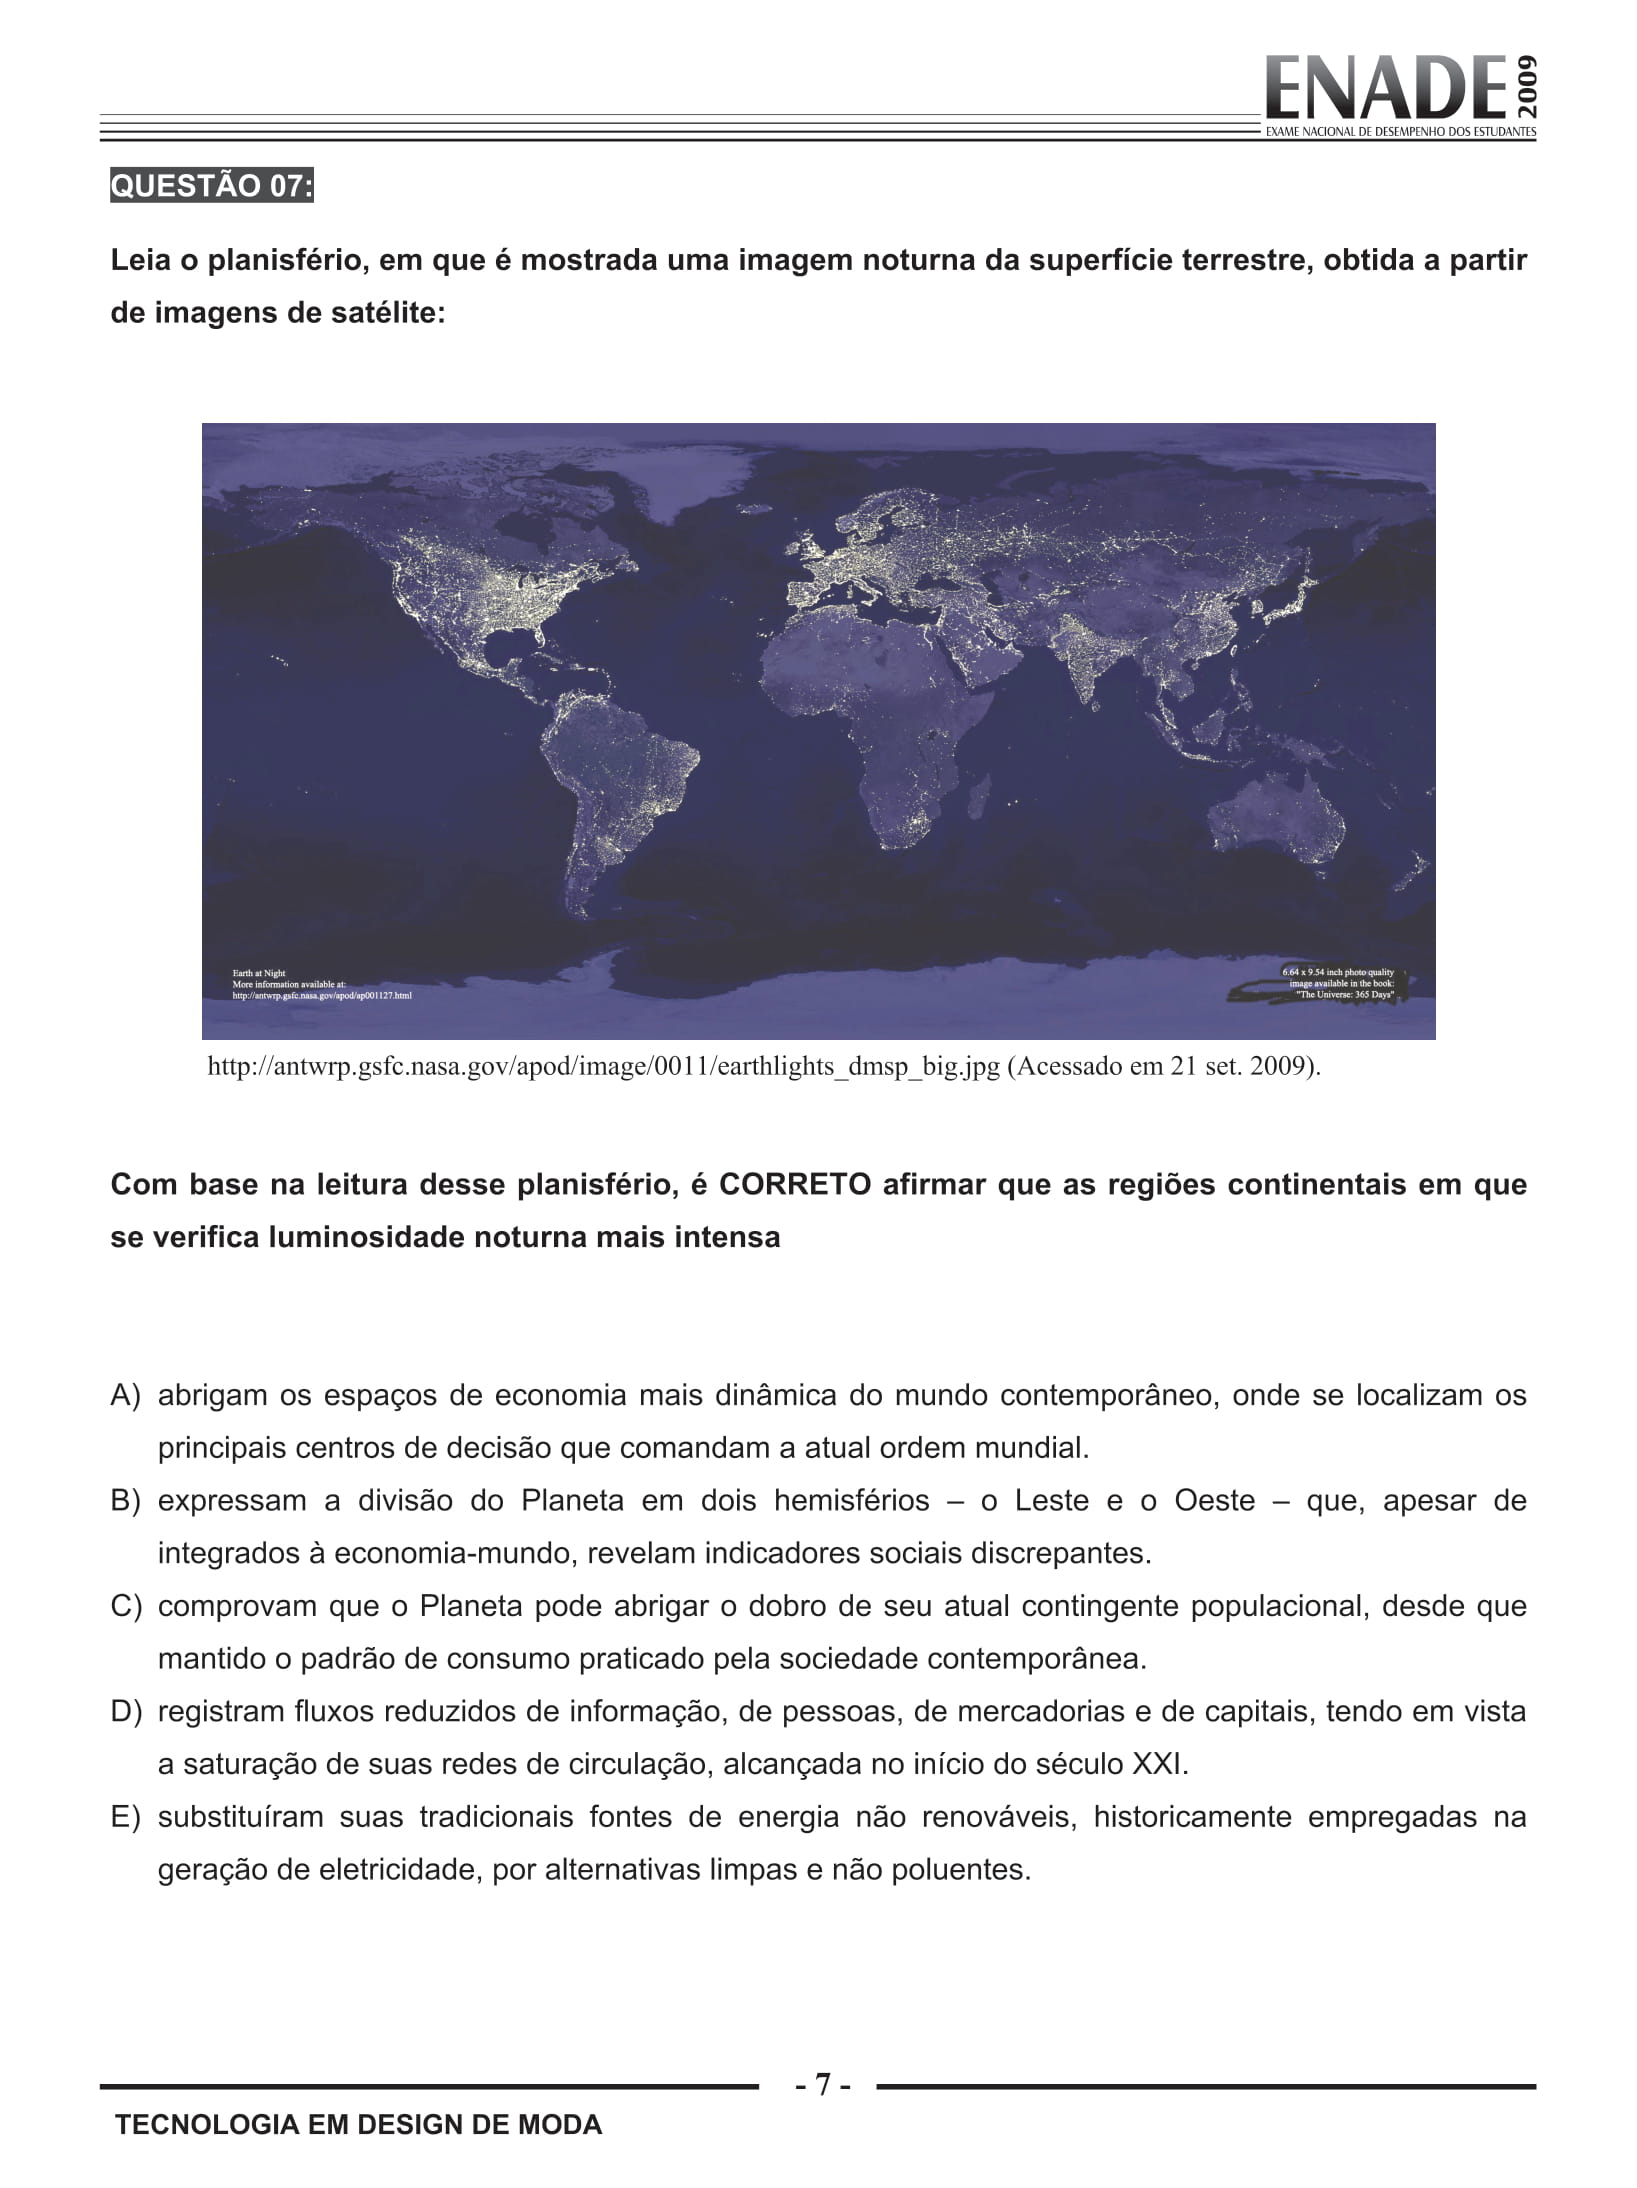 ENADE 2009
EXAME NACIONAL DE DESEMPENHO DOS ESTUDANTES
QUESTÃO 07:
Leia o planisfério, em que é mostrada uma imagem noturna da superfície terrestre, obtida a partir
de imagens de satélite:
Earth at Night
More information available at:
http://antwrp.gsfc.nasa.gov/apod/ap001127.html
6.64 x 9.54 inch photo quality
image available in the book:
"The Universe: 365 Days"
http://antwrp.gsfc.nasa.gov/apod/image/0011/earthlights_dmsp_big.jpg (Acessado em 21 set. 2009).
Com base na leitura desse planisfério, é CORRETO afirmar que as regiões continentais em que
se verifica luminosidade noturna mais intensa
A) abrigam os espaços de economia mais dinâmica do mundo contemporâneo, onde se localizam os
principais centros de decisão que comandam a atual ordem mundial.
B) expressam a divisão do Planeta em dois hemisférios – o Leste e o Oeste – que, apesar de
integrados à economia-mundo, revelam indicadores sociais discrepantes.
C) comprovam que o Planeta pode abrigar o dobro de seu atual contingente populacional, desde que
mantido o padrão de consumo praticado pela sociedade contemporânea.
D) registram fluxos reduzidos de informação, de pessoas, de mercadorias e de capitais, tendo em vista
a saturação de suas redes de circulação, alcançada no início do século XXI.
E) substituíram suas tradicionais fontes de energia não renováveis, historicamente empregadas na
geração de eletricidade, por alternativas limpas e não poluentes.
- 7 -
TECNOLOGIA EM DESIGN DE MODA